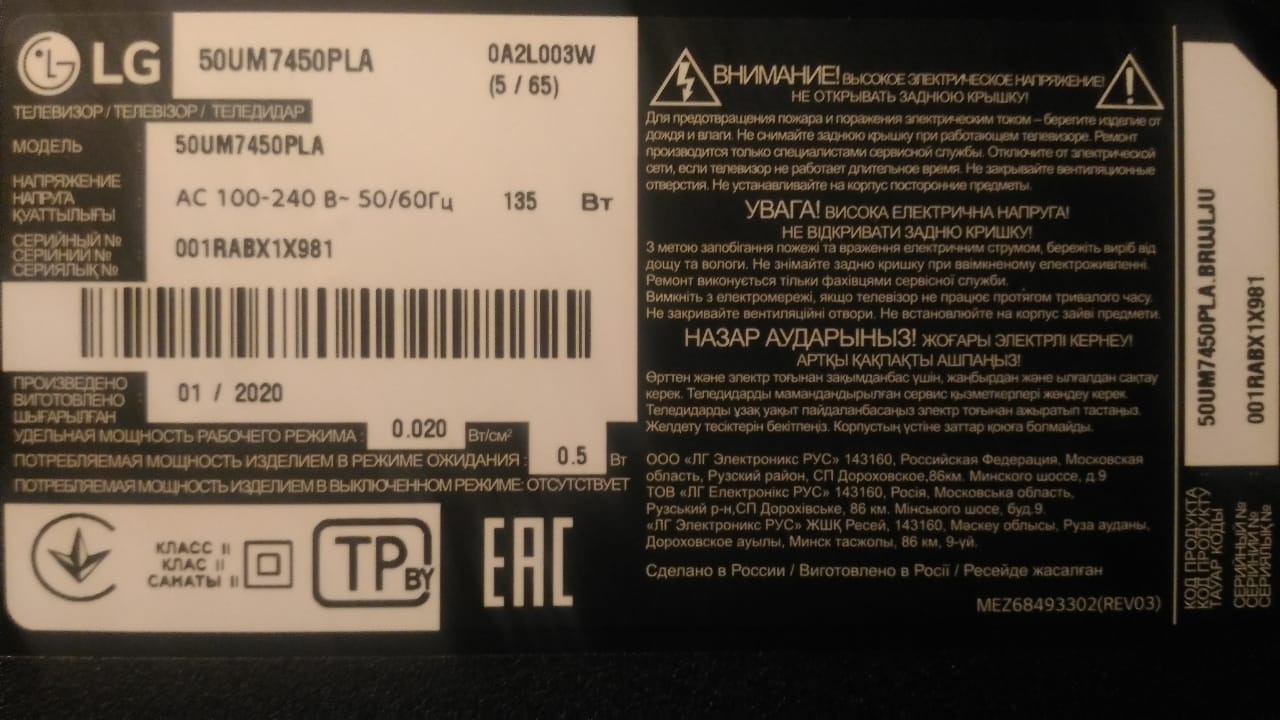 LG
50UM7450PLA
0A2L003W
(5 / 65)
ТЕЛЕВИЗОР / ТЕЛЕВІЗОР / ТЕЛЕДИДАР
МОДЕЛЬ
50UM7450PLA
НАПРЯЖЕНИЕ
НАПРУГА
ҚУАТТЫЛЫҒЫ
AC 100-240 В~ 50/60Гц 135 Вт
СЕРИЙНЫЙ №
СЕРІЙНИЙ №
СЕРИЯЛЫҚ №
001RABX1X981
ПРОИЗВЕДЕНО
ВИГОТОВЛЕНО
ШЫҒАРЫЛҒАН
01 / 2020
УДЕЛЬНАЯ МОЩНОСТЬ РАБОЧЕГО РЕЖИМА : 0.020 Вт/см²
ПОТРЕБЛЯЕМАЯ МОЩНОСТЬ ИЗДЕЛИЕМ В РЕЖИМЕ ОЖИДАНИЯ : 0.5 Вт
ПОТРЕБЛЯЕМАЯ МОЩНОСТЬ ИЗДЕЛИЕМ В ВЫКЛЮЧЕННОМ РЕЖИМЕ: ОТСУТСТВУЕТ
КЛАСС II
КЛАС II
САНАТЫ II
TP BY
EAC
ВНИМАНИЕ! ВЫСОКОЕ ЭЛЕКТРИЧЕСКОЕ НАПРЯЖЕНИЕ!
НЕ ОТКРЫВАТЬ ЗАДНЮЮ КРЫШКУ!
Для предотвращения пожара и поражения электрическим током – берегите изделие от
дождя и влаги. Не снимайте заднюю крышку при работающем телевизоре. Ремонт
производится только специалистами сервисной службы. Отключите от электрической
сети, если телевизор не работает длительное время. Не закрывайте вентиляционные
отверстия. Не устанавливайте на корпус посторонние предметы.
УВАГА! ВИСОКА ЕЛЕКТРИЧНА НАПРУГА!
НЕ ВІДКРИВАТИ ЗАДНЮ КРИШКУ!
З метою запобігання пожежі та враження електричним струмом, бережіть виріб від
дощу та вологи. Не знімайте задню кришку при ввімкненому електроживленні.
Ремонт виконується тільки фахівцями сервісної служби.
Вимкніть з електромережі, якщо телевізор не працює протягом тривалого часу.
Не закривайте вентиляційні отвори. Не встановлюйте на корпус зайві предмети.
НАЗАР АУДАРЫҢЫЗ! ЖОҒАРЫ ЭЛЕКТРЛІ КЕРНЕУ!
АРТҚЫ ҚАҚПАҚТЫ АШПАҢЫЗ!
Өрттен және электр тоғынан зақымданбас үшін, жаңбырдан және ылғалдан сақтау
керек. Теледидарды мамандандырылған сервис қызметкерлері жөндеу керек.
Теледидарды ұзақ уақыт пайдаланбасаңыз электр тоғынан ажыратып тастаңыз.
Желдету тесіктерін бекітпеңіз. Корпустың үстіне заттар қоюға болмайды.
ООО «ЛГ Электроникс РУС» 143160, Российская Федерация, Московская
область, Рузский район, СП Дороховское,86км. Минского шоссе, д.9
ТОВ «ЛГ Електронікс РУС» 143160, Росія, Московська область,
Рузський р-н,СП Дорохівське, 86 км. Мінського шосе, буд.9.
«ЛГ Электроникс РУС» ЖШҚ Ресей, 143160, Мәскеу облысы, Руза ауданы,
Дороховское ауылы, Минск тасжолы, 86 км, 9-үй.
Сделано в России / Виготовлено в Росії / Ресейде жасалған
MEZ68493302(REV03)
50UM7450PLA.BRUJLJU
001RABX1X981
КОД ПРОДУКТА
КОД ПРОДУКТУ
ТАУАР КОДЫ
СЕРИЙНЫЙ №
СЕРІЙНИЙ №
СЕРИЯЛЫҚ №